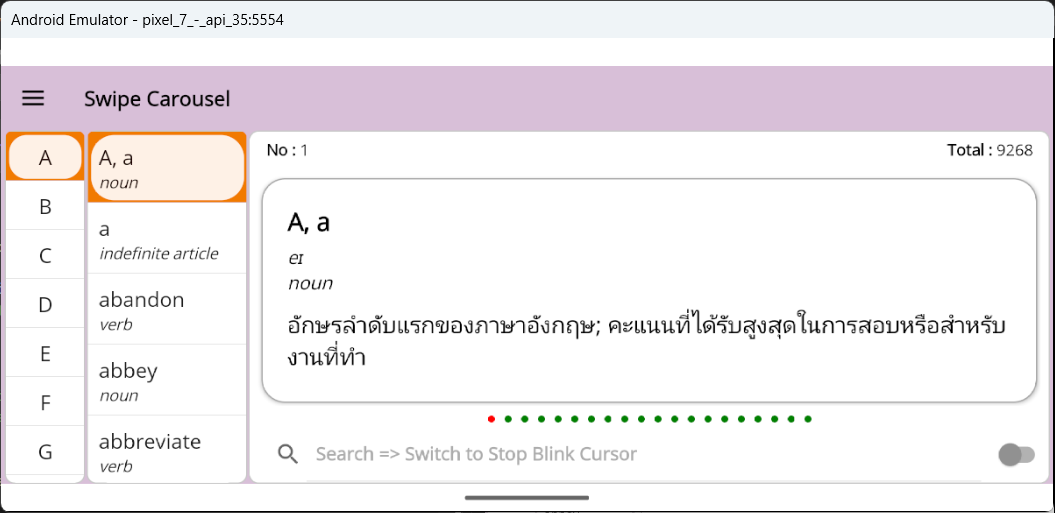 Android Emulator - pixel_7_-_api_35:5554
Swipe Carousel
A
B
C
D
E
F
G
A, a
noun
a
indefinite article
abandon
verb
abbey
noun
abbreviate
verb
No : 1
Total : 9268
A, a
eɪ
noun
อักษรลำดับแรกของภาษาอังกฤษ; คะแนนที่ได้รับสูงสุดในการสอบหรือสำหรับ
งานที่ทำ
Search => Switch to Stop Blink Cursor